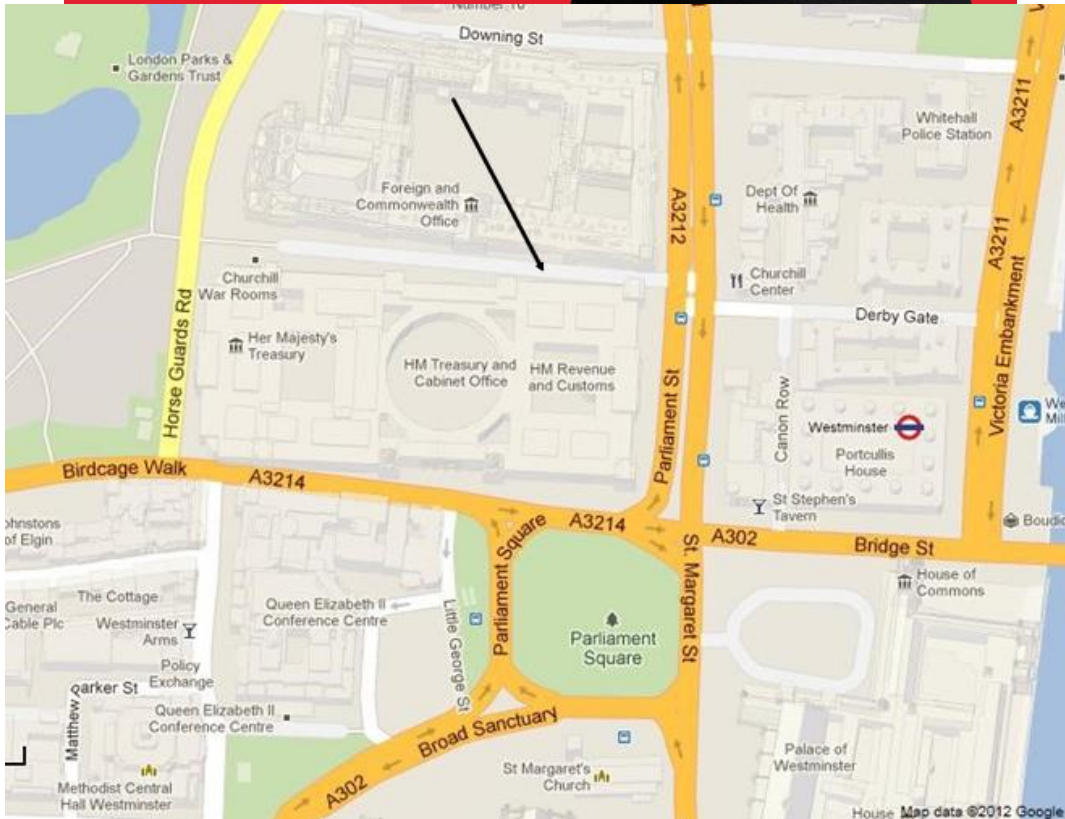 Number 10
Downing St
London Parks &
Gardens Trust
A3211
Whitehall
Police Station
Foreign and
Commonwealth
Office
A3212
Dept Of
Health
A3211
Churchill
War Rooms
Churchill
Center
Horse Guards Rd
Her Majesty's
Treasury
HM Treasury and
Cabinet Office
HM Revenue
and Customs
Derby Gate
Victoria Embankment
Parliament St
Canon Row
Westminster
Portcullis
House
We
Mil
Birdcage Walk
A3214
St Stephen's
Tavern
ohnstons
of Elgin
Parliament Square
A3214
A302
Bridge St
Boudic
St. Margaret St
House of
Commons
The Cottage
General
Cable Plc
Westminster
Arms
Queen Elizabeth II
Conference Centre
Little George St
Parliament
Square
Policy
Exchange
Matthew
arker St
Queen Elizabeth II
Conference Centre
Broad Sanctuary
A302
St Margaret's
Church
Palace of
Westminster
Methodist Central
Hall Westminster
House
Map data ©2012 Google